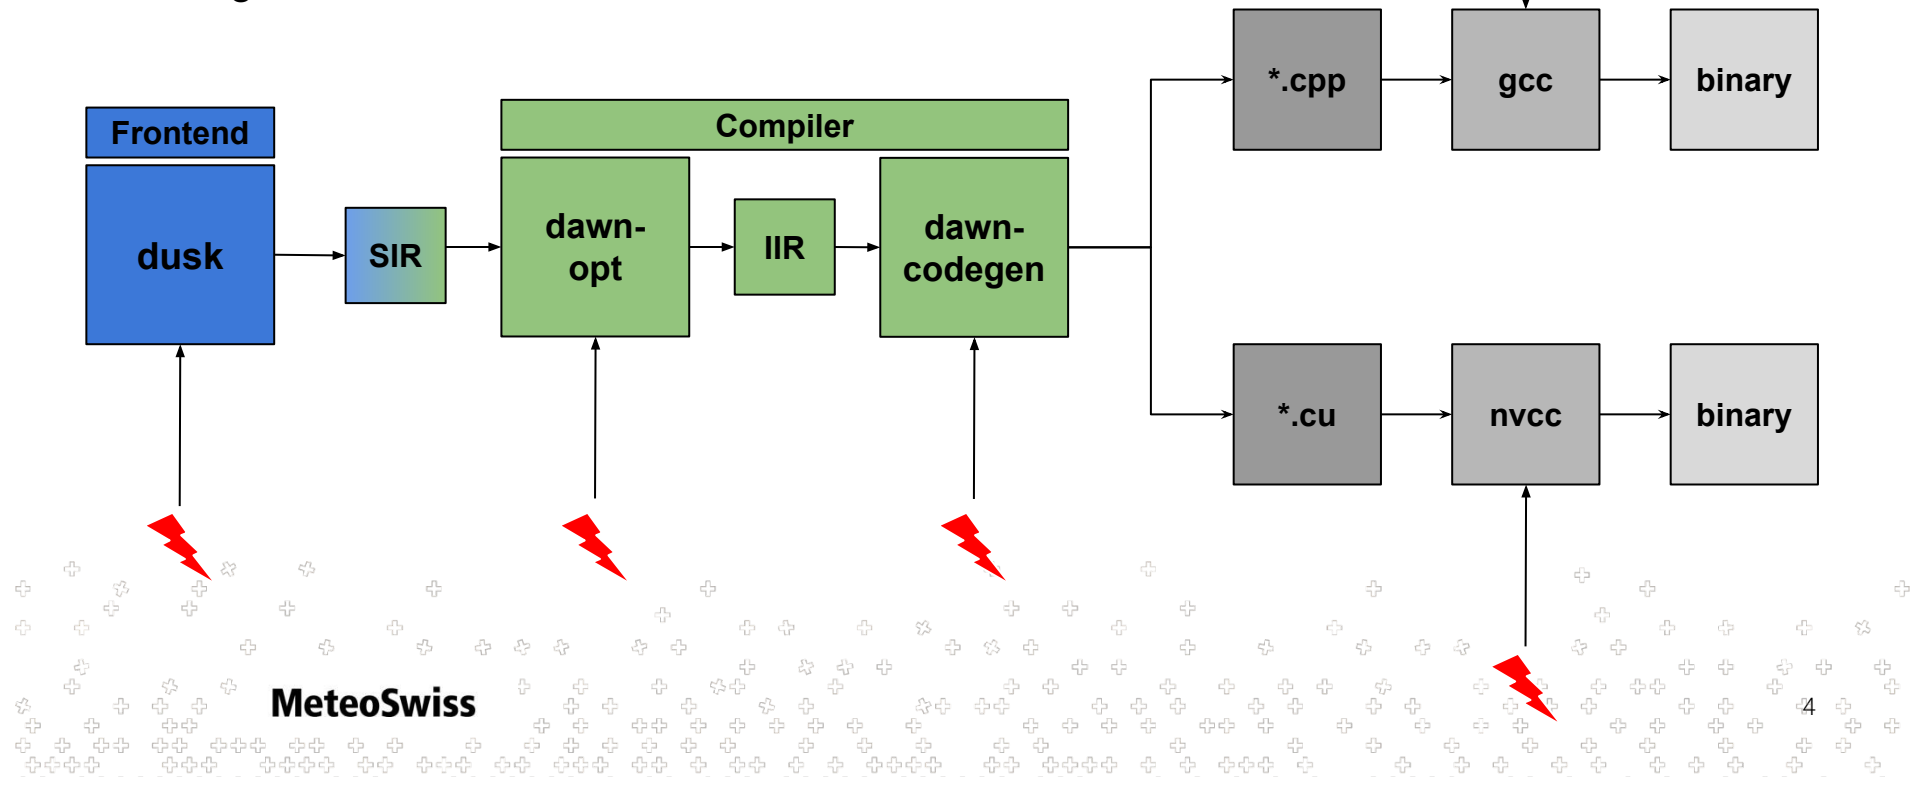 *.cpp
gcc
binary
Frontend
Compiler
dusk
SIR
dawn-
opt
IIR
dawn-
codegen
*.cu
nvcc
binary
MeteoSwiss
4